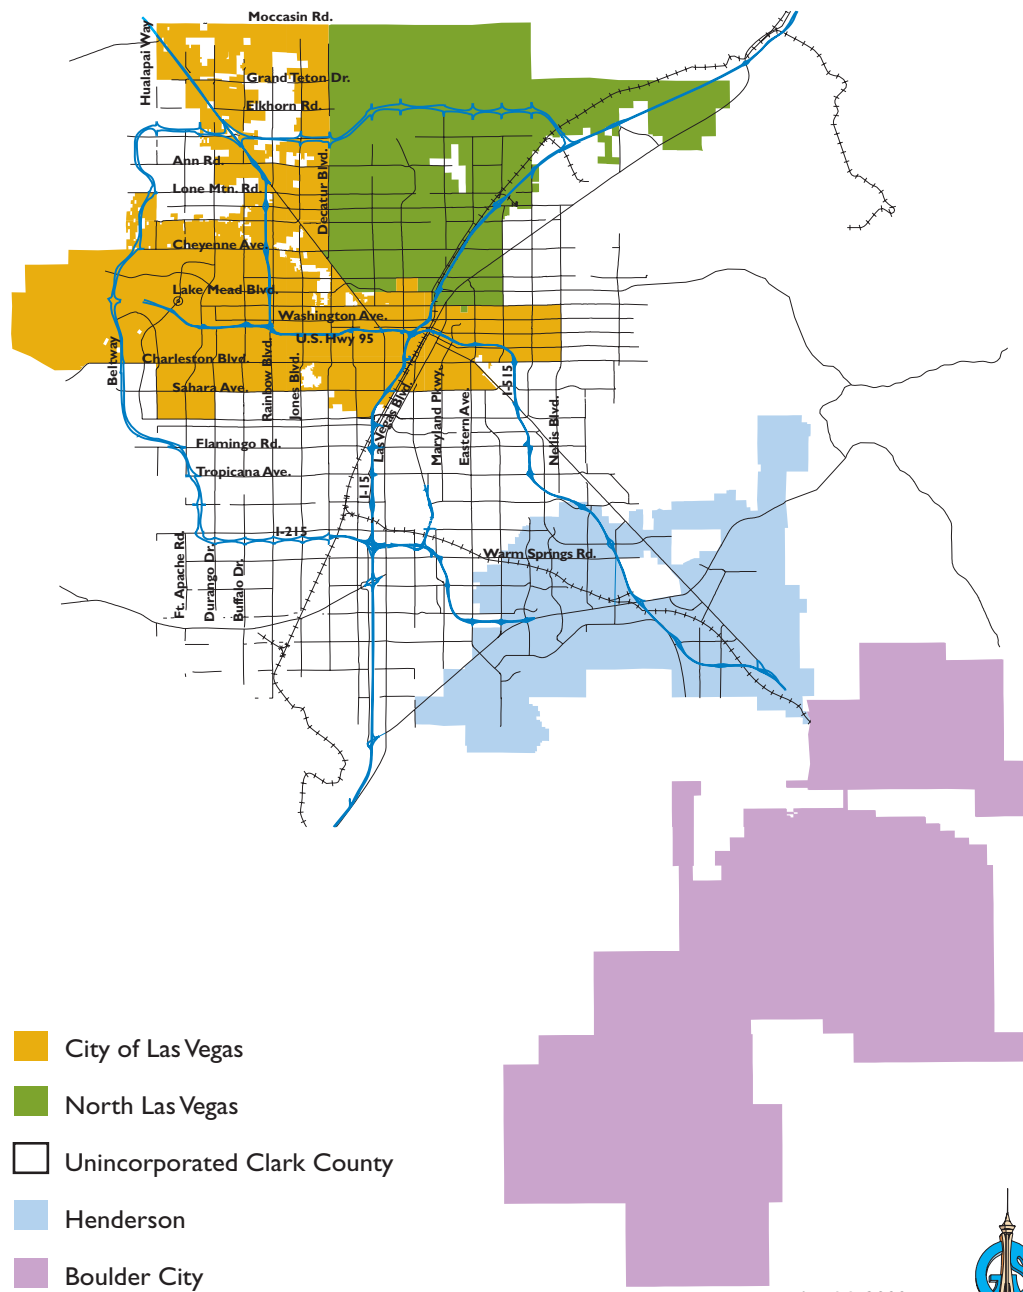 Moccasin Rd.
Hualapai Way
Grand Teton Dr.
Elkhorn Rd.
Ann Rd.
Lone Mtn. Rd.
Decatur Blvd.
Cheyenne Ave.
Lake Mead Blvd.
Washington Ave.
U.S. Hwy 95
Beltway
Charleston Blvd.
Rainbow Blvd.
Jones Blvd.
Sahara Ave.
Las Vegas Blvd.
Maryland Pkwy.
Eastern Ave.
I-515
Nellis Blvd.
Flamingo Rd.
Tropicana Ave.
I-15
I-215
Warm Springs Rd.
Ft. Apache Rd.
Durango Dr.
Buffalo Dr.
City of Las Vegas
North Las Vegas
Unincorporated Clark County
Henderson
Boulder City